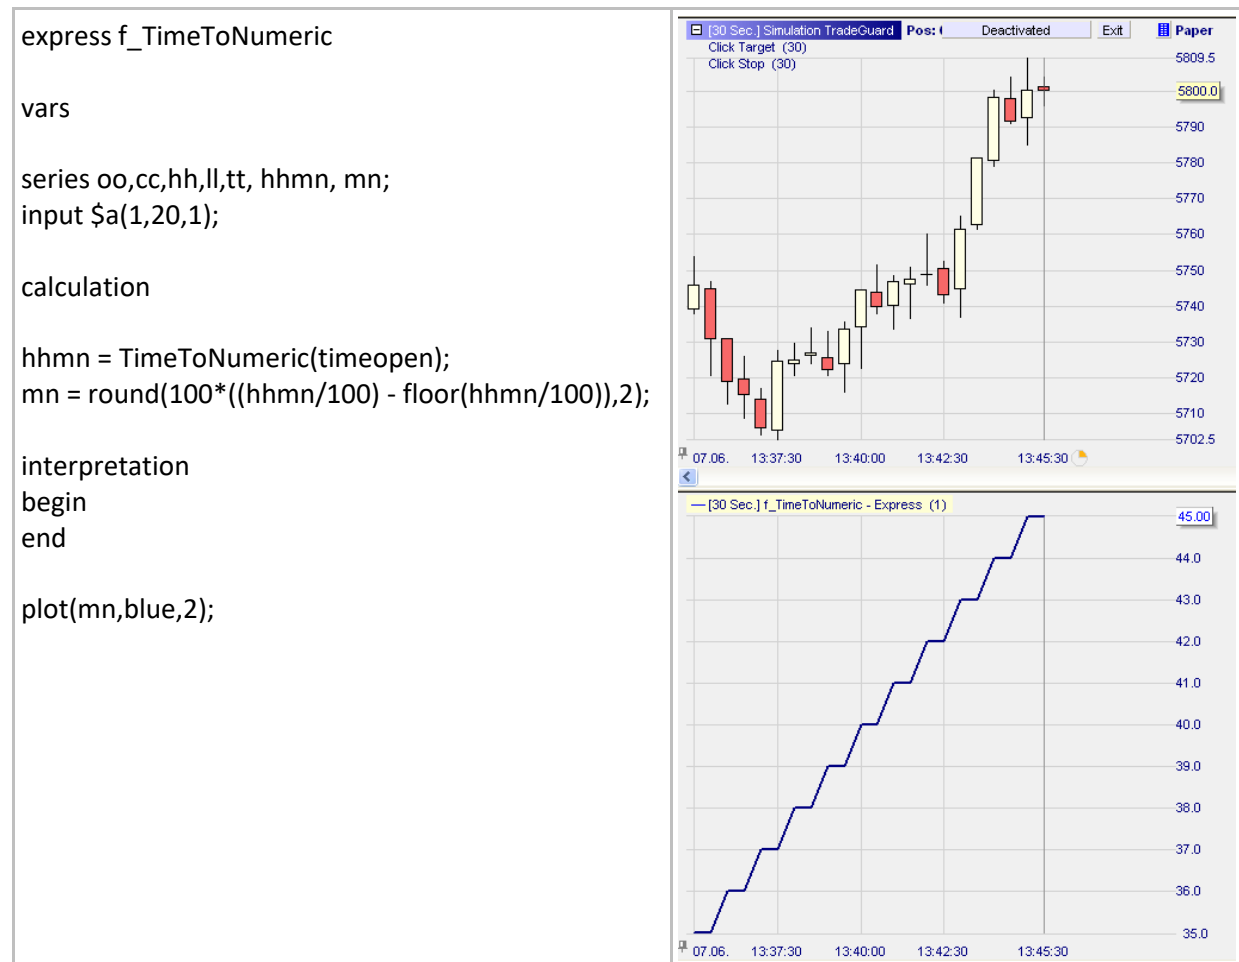 express f_TimeToNumeric
vars
series oo,cc,hh,ll,tt, hhmn, mn;
input $a(1,20,1);
calculation
hhmn = TimeToNumeric(timeopen);
mn = round(100*((hhmn/100) - floor(hhmn/100)),2);
interpretation
begin
end
plot(mn,blue,2);
[30 Sec.] Simulation TradeGuard Pos: Deactivated Exit Paper
Click Target (30)
Click Stop (30)
5809.5
5800.0
5790
5780
5770
5760
5750
5740
5730
5720
5710
5702.5
07.06. 13:37:30 13:40:00 13:42:30 13:45:30
[30 Sec.] f_TimeToNumeric - Express (1)
45.00
44.0
43.0
42.0
41.0
40.0
39.0
38.0
37.0
36.0
35.0
07.06. 13:37:30 13:40:00 13:42:30 13:45:30